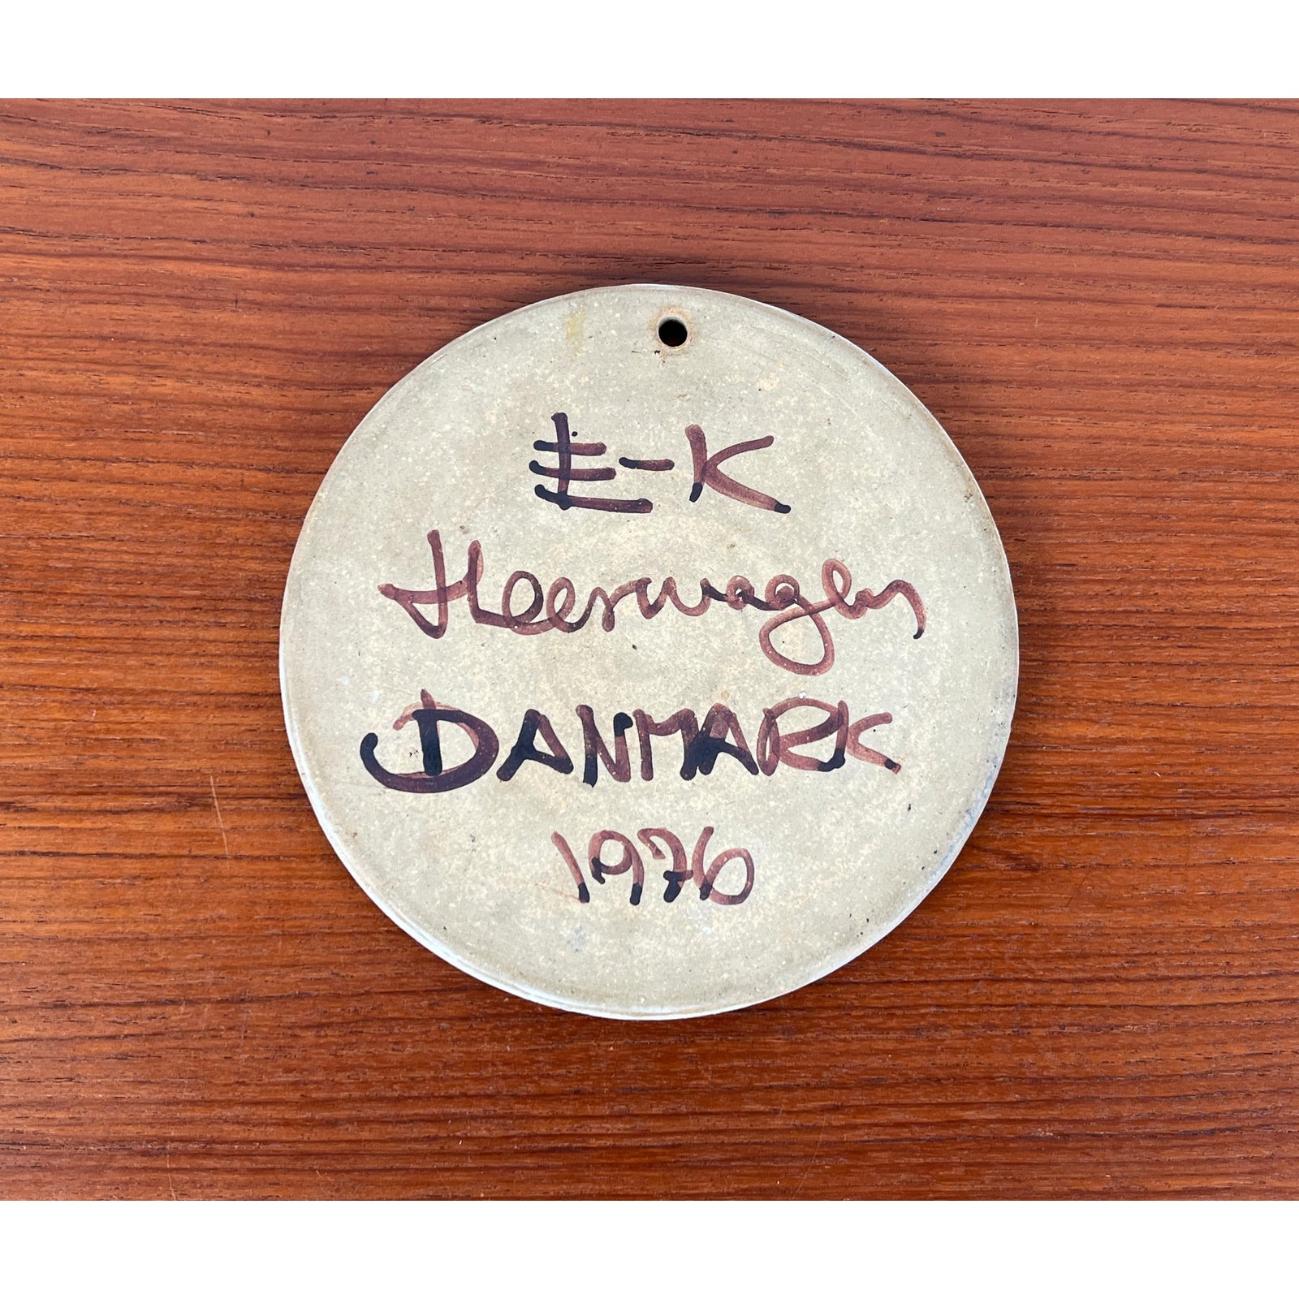 E-K
Heerwagen
DANMARK
1976